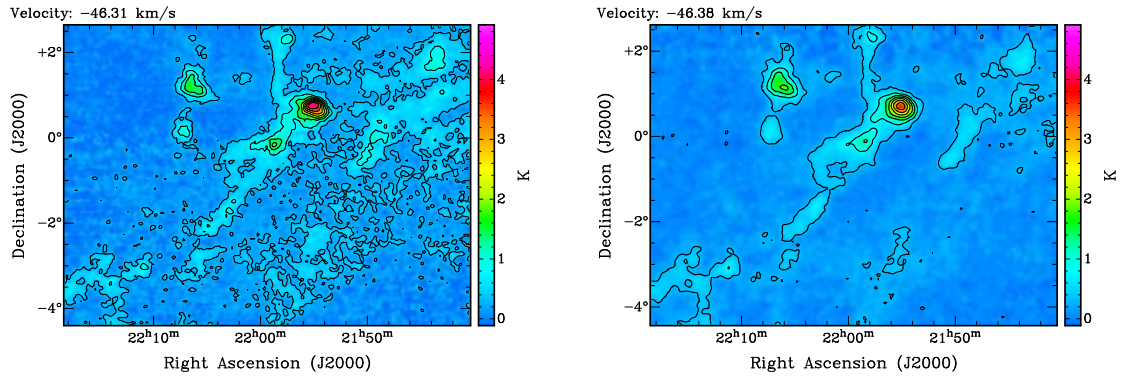 Velocity: −46.31 km/s
+2°
0°
−2°
−4°
Declination (J2000)
22h10m
22h00m
21h50m
Right Ascension (J2000)
4
3
2
1
0
K
Velocity: −46.38 km/s
+2°
0°
−2°
−4°
Declination (J2000)
22h10m
22h00m
21h50m
Right Ascension (J2000)
4
3
2
1
0
K